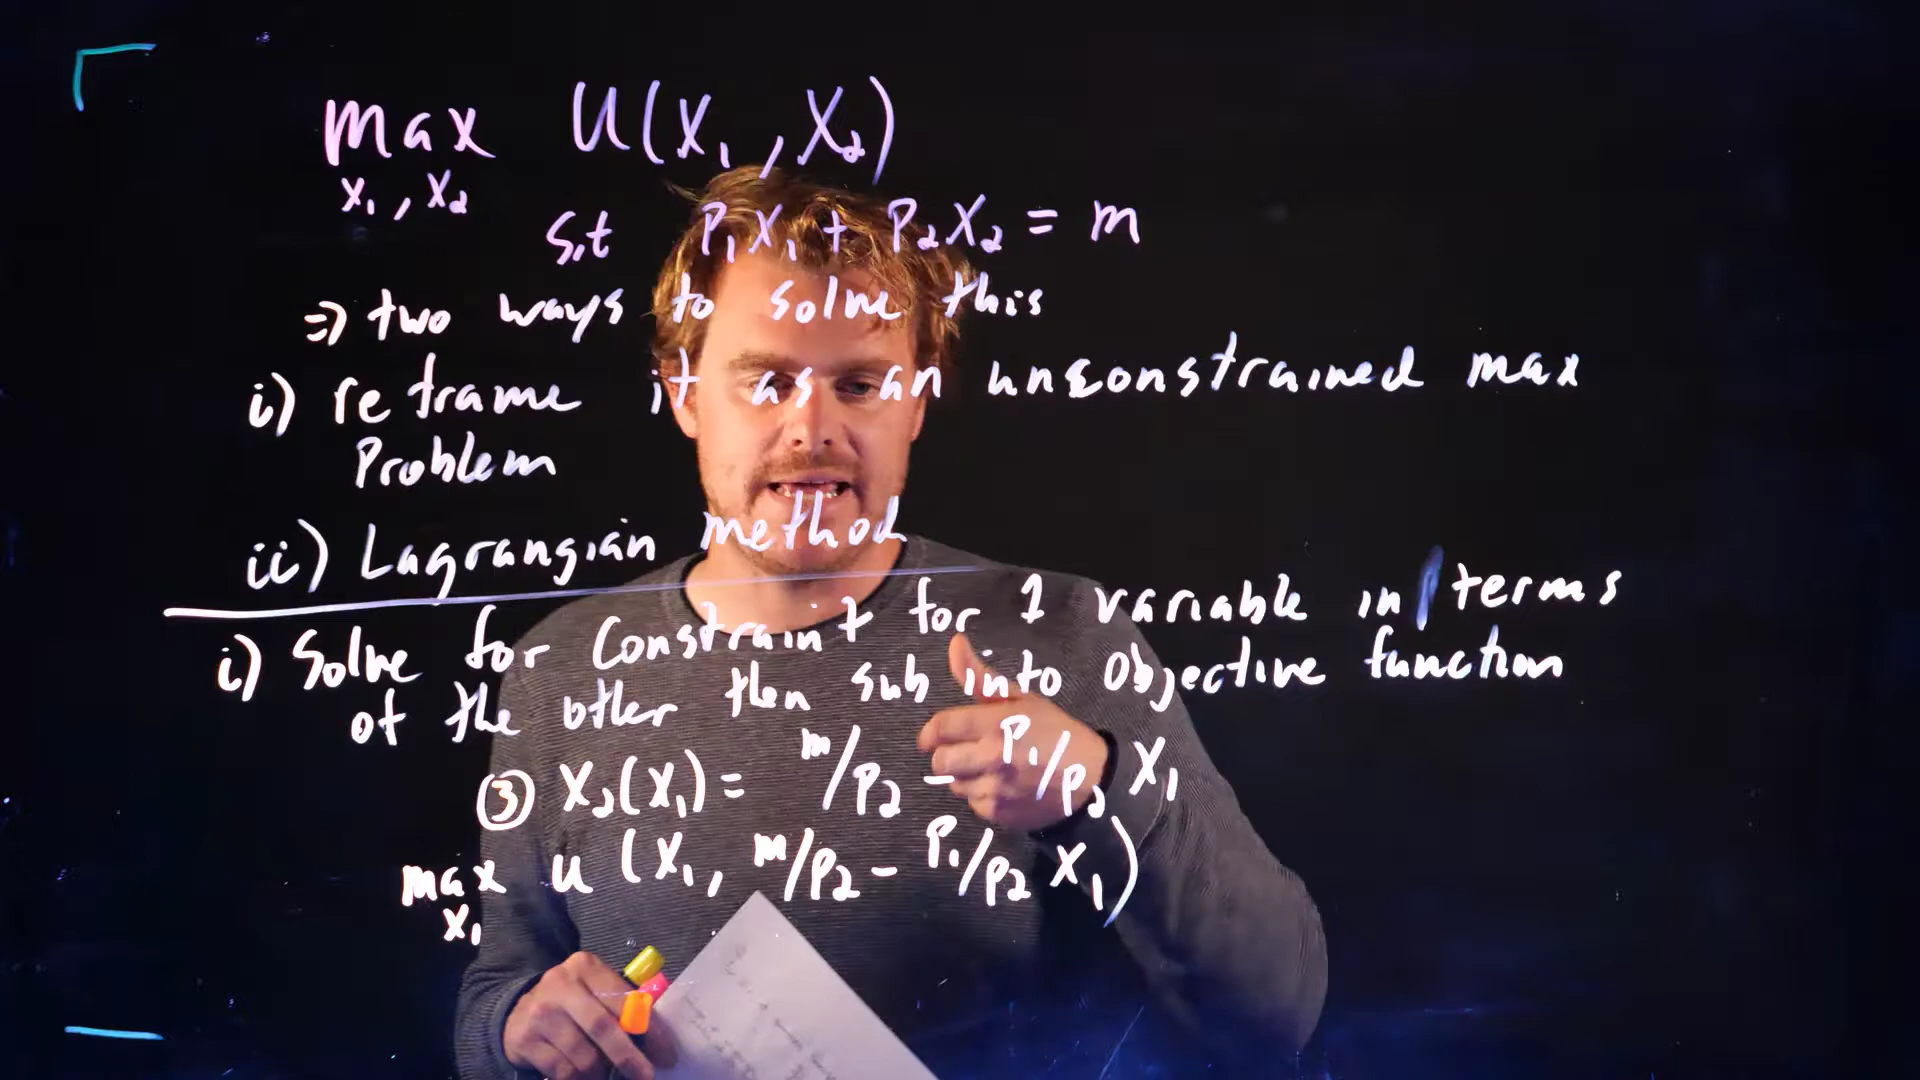 max U(x₁, x₂)
x₁, x₂
s.t P₁x₁ + P₂x₂ = m
⇒ two ways to solve this
i) reframe it as an unconstrained max
Problem
ii) Lagrangian method
i) Solve for Constraint for 1 variable in terms
of the other then sub into objective function
③ x₂(x₁) = m/p₂ - P₁/p₂ x₁
max u (x₁, m/p₂ - P₁/p₂ x₁)
x₁